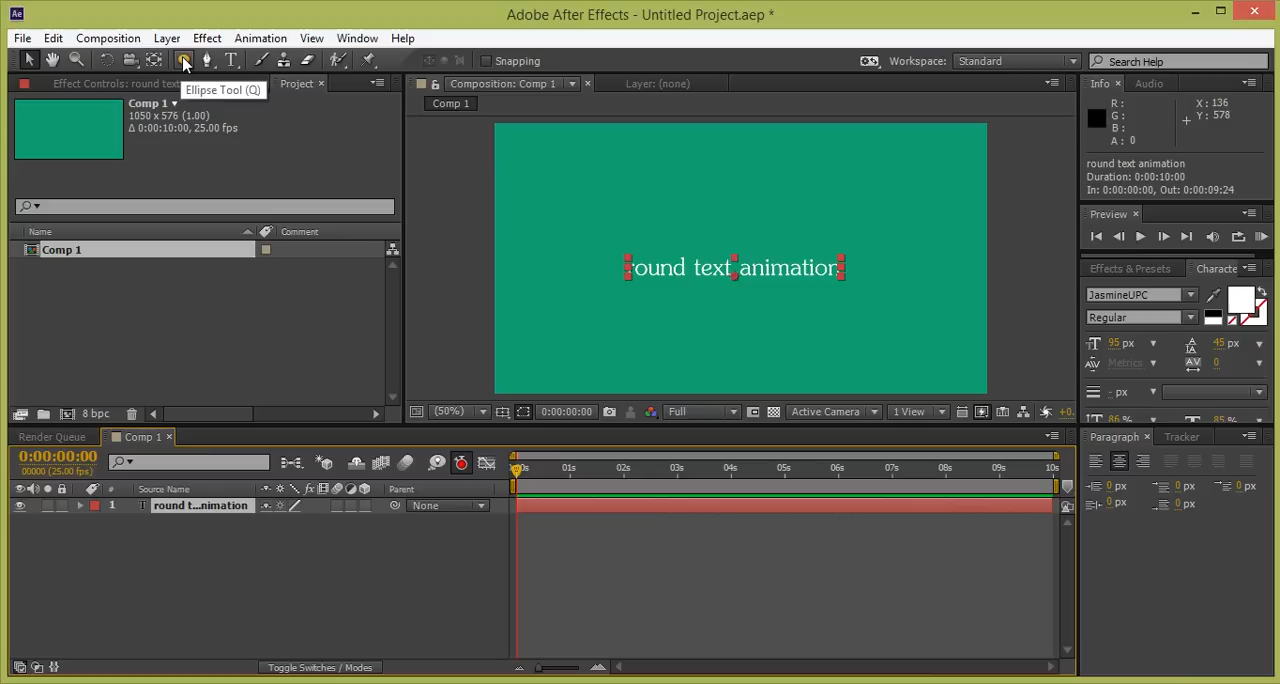 Ae
Adobe After Effects - Untitled Project.aep *
File Edit Composition Layer Effect Animation View Window Help
Snapping
Workspace: Standard
Search Help
Ellipse Tool (Q)
Effect Controls: round text
Project ×
Comp 1
1050 x 576 (1.00)
Δ 0:00:10:00, 25.00 fps
Name
Comment
Comp 1
8 bpc
Composition: Comp 1
Layer: (none)
Comp 1
round text animation
(50%)
0:00:00:00
Full
Active Camera
1 View
+0.
Info ×
Audio
R :
G :
B :
A : 0
X : 136
Y : 578
round text animation
Duration: 0:00:10:00
In: 0:00:00:00, Out: 0:00:09:24
Preview ×
Effects & Presets
Characte
JasmineUPC
Regular
95 px
45 px
Metrics
0
- px
86 %
85 %
Render Queue
Comp 1 ×
0:00:00:00
00000 (25.00 fps)
#
Source Name
Parent
1
T
round t...nimation
None
01s 02s 03s 04s 05s 06s 07s 08s 09s 10s
Toggle Switches / Modes
Paragraph ×
Tracker
0 px
0 px
0 px
0 px
0 px